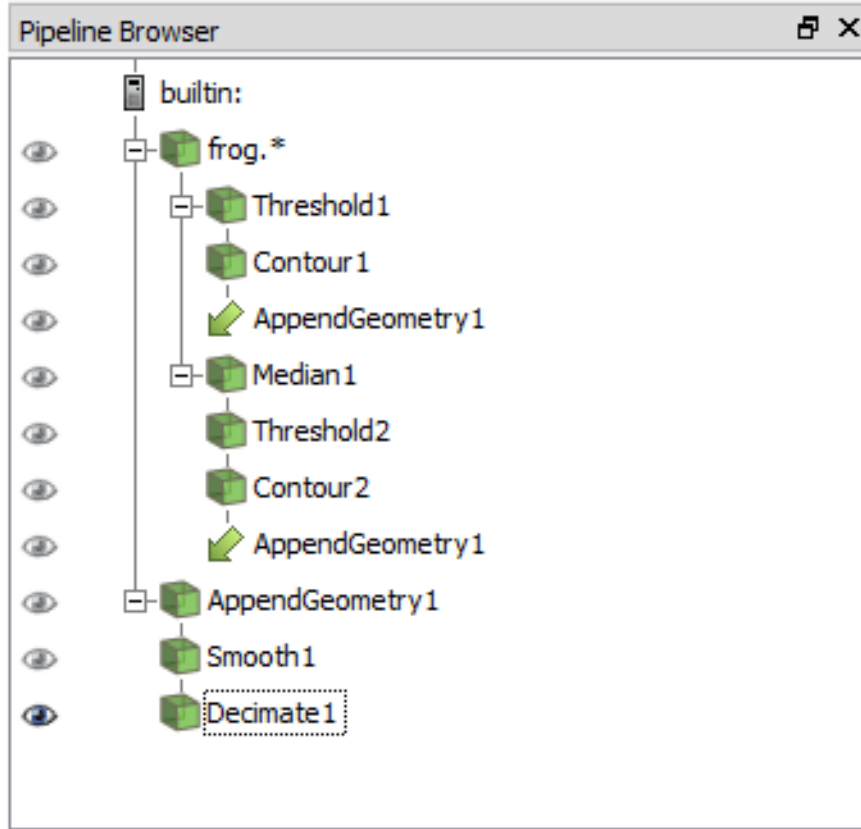 Pipeline Browser
builtin:
frog.*
Threshold1
Contour1
AppendGeometry1
Median1
Threshold2
Contour2
AppendGeometry1
AppendGeometry1
Smooth1
Decimate1